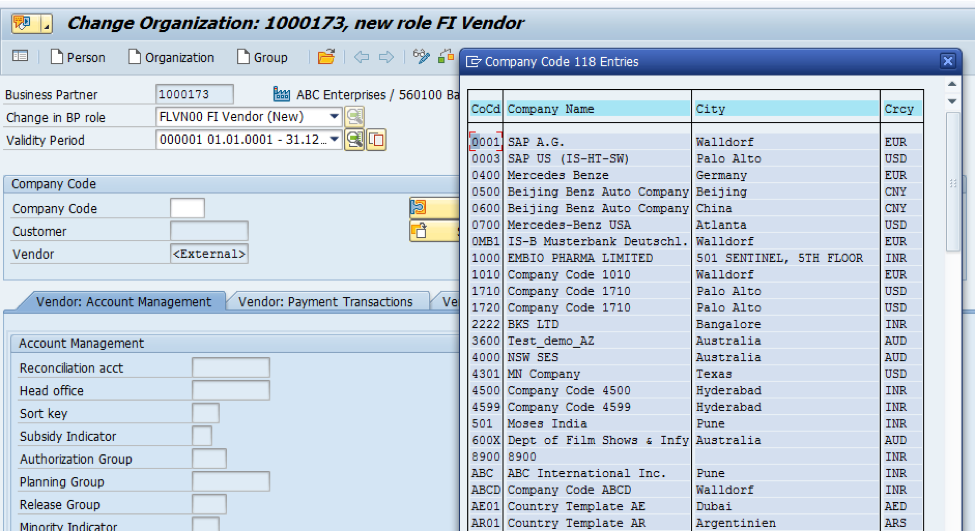 Change Organization: 1000173, new role FI Vendor
Person Organization Group
Business Partner 1000173 ABC Enterprises / 560100 Ba
Change in BP role FLVN00 FI Vendor (New)
Validity Period 000001 01.01.0001 - 31.12...
Company Code
Company Code
Customer
Vendor <External>
Vendor: Account Management Vendor: Payment Transactions Ve
Account Management
Reconciliation acct
Head office
Sort key
Subsidy Indicator
Authorization Group
Planning Group
Release Group
Minority Indicator
Company Code 118 Entries
CoCd Company Name City Crcy
0001 SAP A.G. Walldorf EUR
0003 SAP US (IS-HT-SW) Palo Alto USD
0400 Mercedes Benze Germany EUR
0500 Beijing Benz Auto Company Beijing CNY
0600 Beijing Benz Auto Company China CNY
0700 Mercedes-Benz USA Atlanta USD
0MB1 IS-B Musterbank Deutschl. Walldorf EUR
1000 EMBIO PHARMA LIMITED 501 SENTINEL, 5TH FLOOR INR
1010 Company Code 1010 Walldorf EUR
1710 Company Code 1710 Palo Alto USD
1720 Company Code 1710 Palo Alto USD
2222 BKS LTD Bangalore INR
3600 Test_demo_AZ Australia AUD
4000 NSW SES Australia AUD
4301 MN Company Texas USD
4500 Company Code 4500 Hyderabad INR
4599 Company Code 4599 Hyderabad INR
501 Moses India Pune INR
600X Dept of Film Shows & Infy Australia AUD
8900 8900 INR
ABC ABC International Inc. Pune INR
ABCD Company Code ABCD Walldorf INR
AE01 Country Template AE Dubai AED
AR01 Country Template AR Argentinien ARS